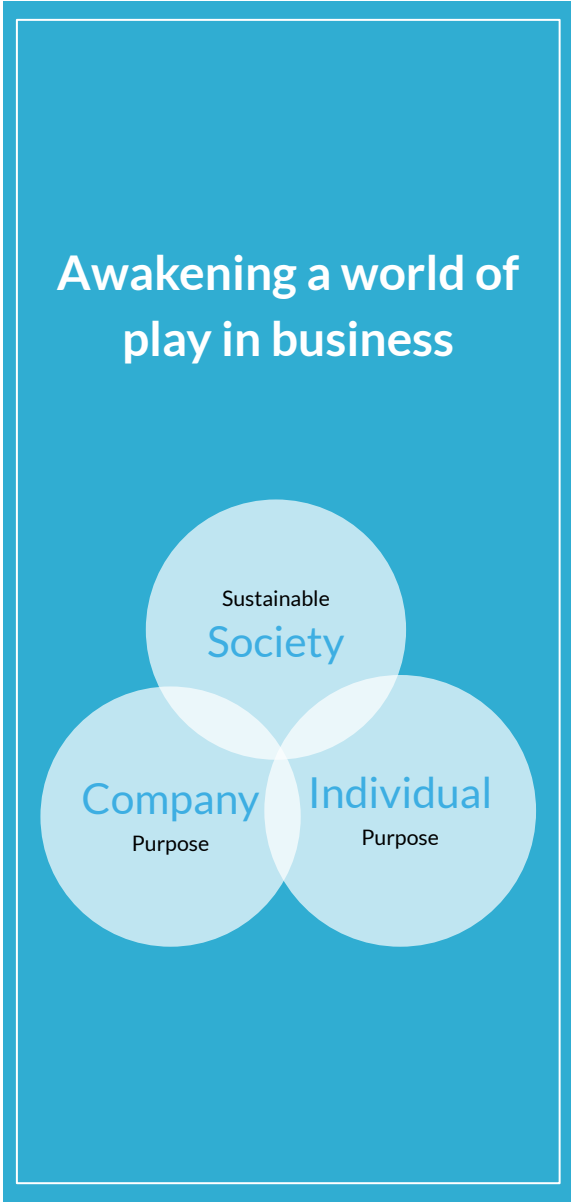 Awakening a world of
play in business
Sustainable
Society
Company
Purpose
Individual
Purpose